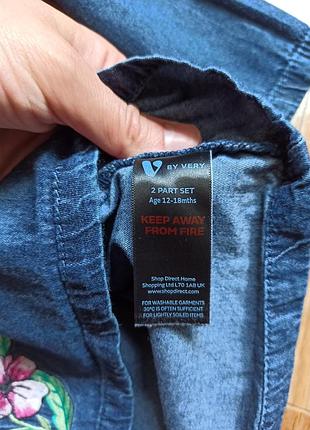 V BY VERY
2 PART SET
Age 12-18mths
KEEP AWAY
FROM FIRE
Shop Direct Home
Shopping Ltd L70 1AB UK
www.shopdirect.com
FOR WASHABLE GARMENTS
30°C IS OFTEN SUFFICIENT
FOR LIGHTLY SOILED ITEMS